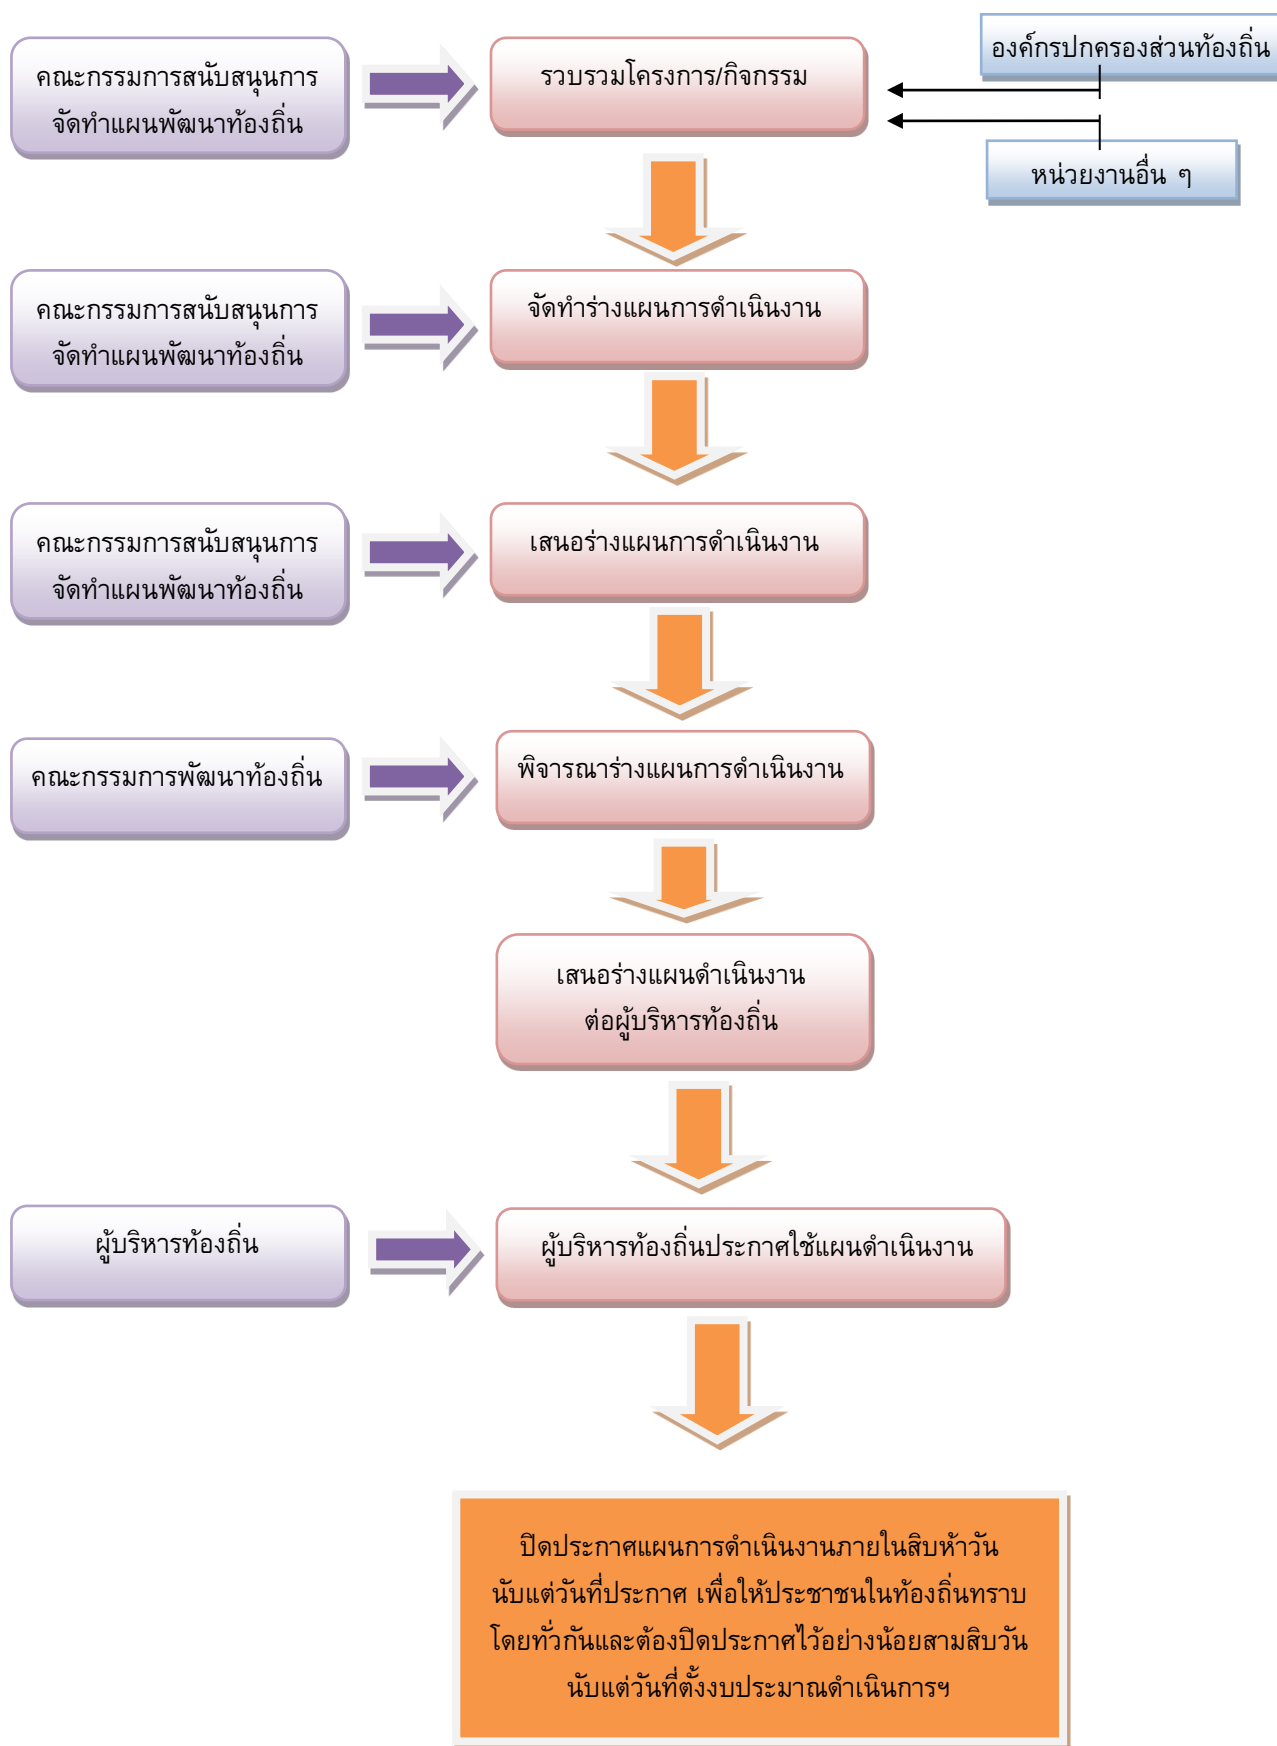 คณะกรรมการสนับสนุนการ
จัดทำแผนพัฒนาท้องถิ่น
รวบรวมโครงการ/กิจกรรม
องค์กรปกครองส่วนท้องถิ่น
หน่วยงานอื่น ๆ
คณะกรรมการสนับสนุนการ
จัดทำแผนพัฒนาท้องถิ่น
จัดทำร่างแผนการดำเนินงาน
คณะกรรมการสนับสนุนการ
จัดทำแผนพัฒนาท้องถิ่น
เสนอร่างแผนการดำเนินงาน
คณะกรรมการพัฒนาท้องถิ่น
พิจารณาร่างแผนการดำเนินงาน
เสนอร่างแผนดำเนินงาน
ต่อผู้บริหารท้องถิ่น
ผู้บริหารท้องถิ่น
ผู้บริหารท้องถิ่นประกาศใช้แผนดำเนินงาน
ปิดประกาศแผนการดำเนินงานภายในสิบห้าวัน
นับแต่วันที่ประกาศ เพื่อให้ประชาชนในท้องถิ่นทราบ
โดยทั่วกันและต้องปิดประกาศไว้อย่างน้อยสามสิบวัน
นับแต่วันที่ตั้งงบประมาณดำเนินการฯ